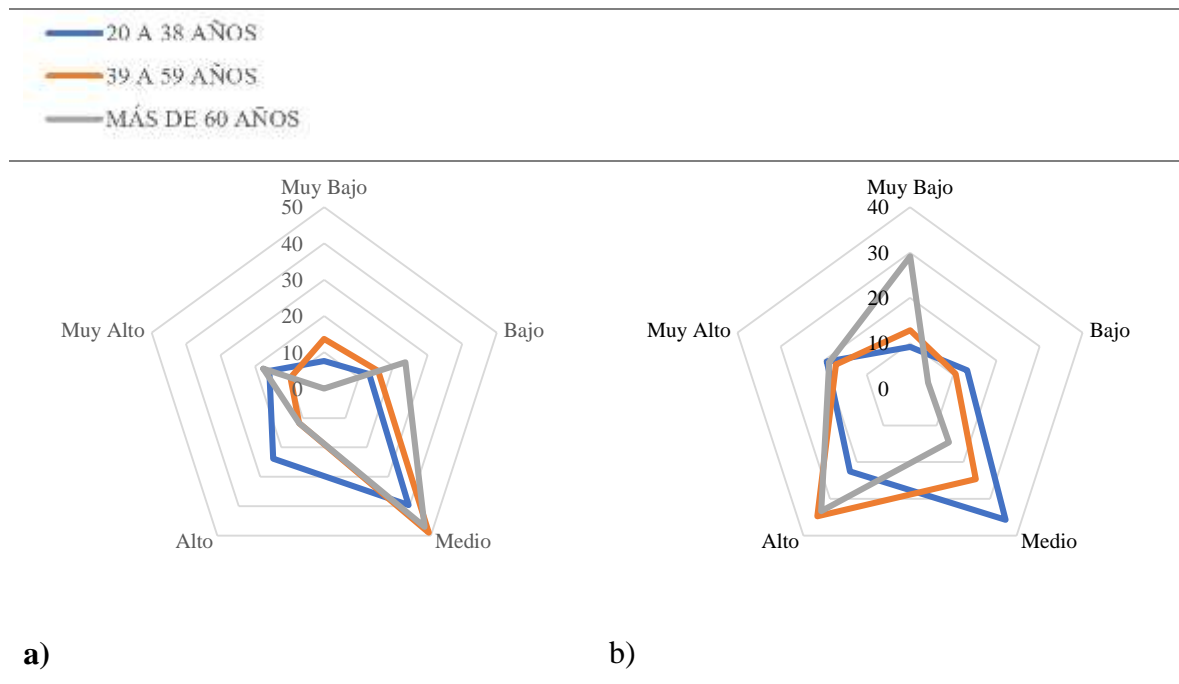 20 A 38 AÑOS
39 A 59 AÑOS
MÁS DE 60 AÑOS
Muy Bajo
50
40
30
20
10
0
Bajo
Medio
Alto
Muy Alto
Muy Bajo
40
30
20
10
0
Bajo
Medio
Alto
Muy Alto
a)
b)